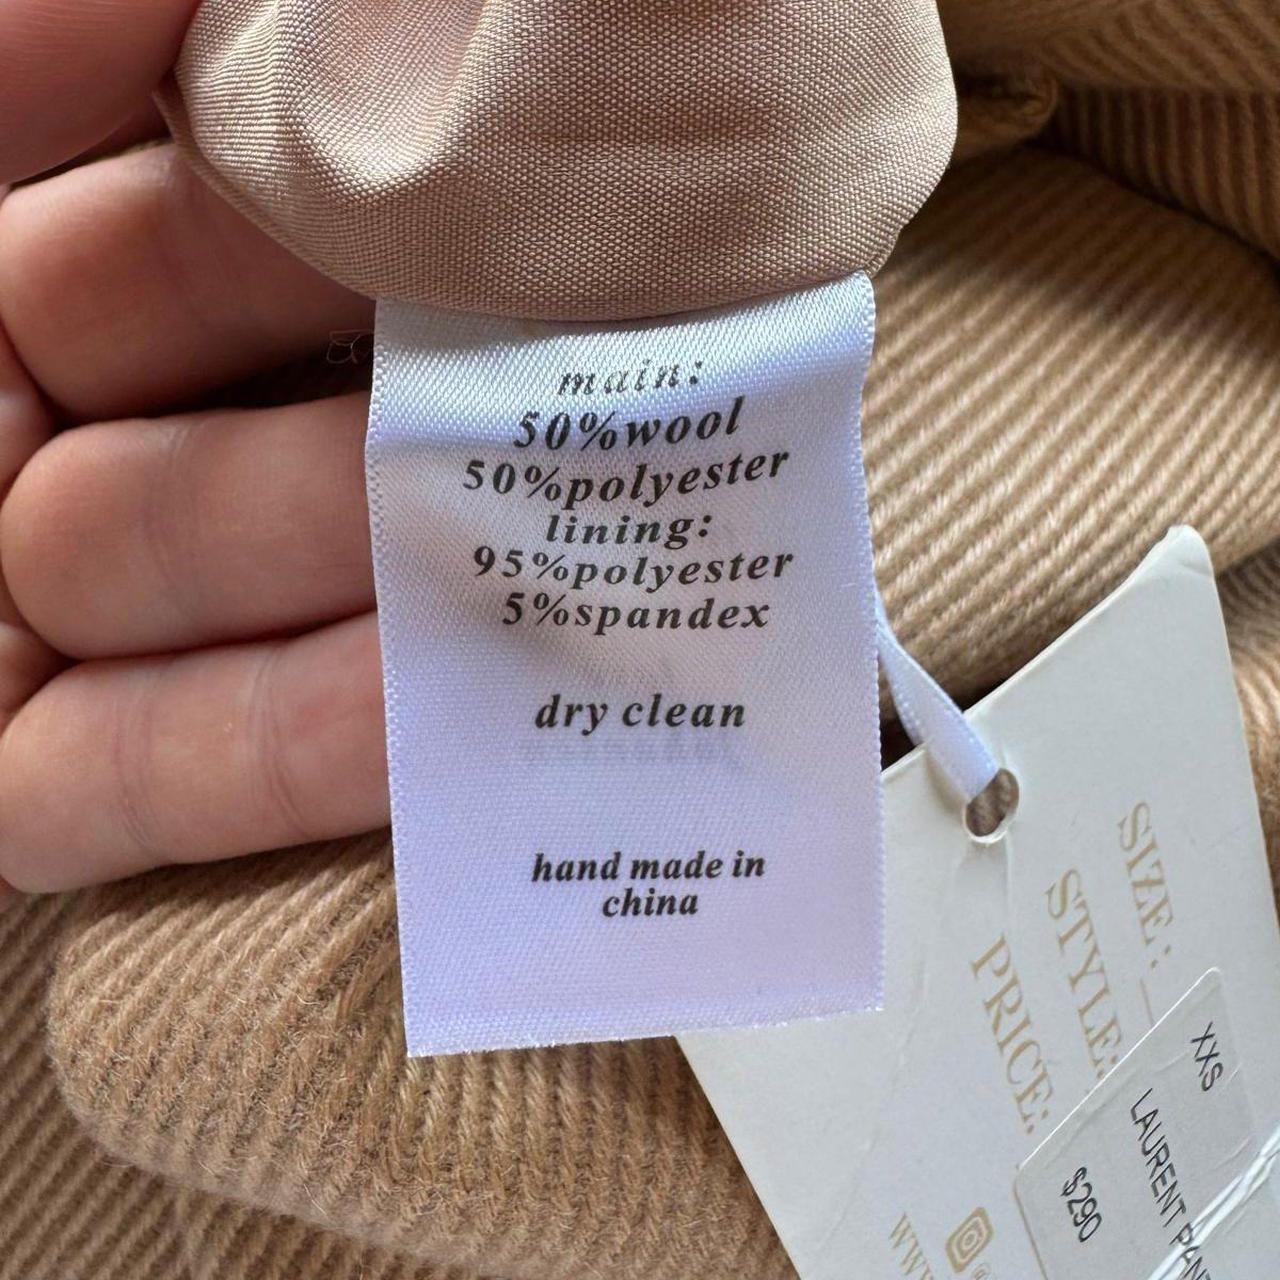 main:
50%wool
50%polyester
lining:
95%polyester
5%spandex
dry clean
hand made in
china
SIZE:
STYLE:
PRICE:
XXS
LAURENT
$290